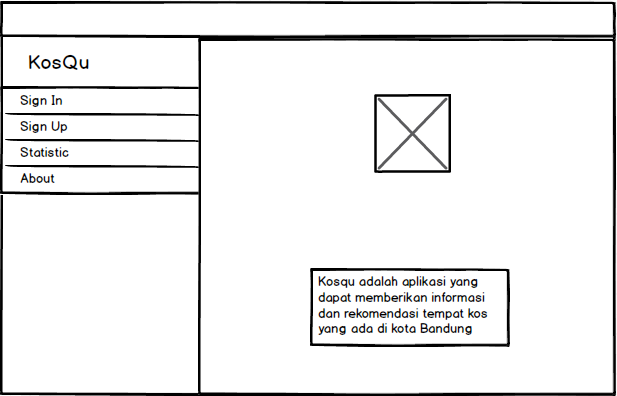 KosQu
Sign In
Sign Up
Statistic
About
Kosqu adalah aplikasi yang
dapat memberikan informasi
dan rekomendasi tempat kos
yang ada di kota Bandung